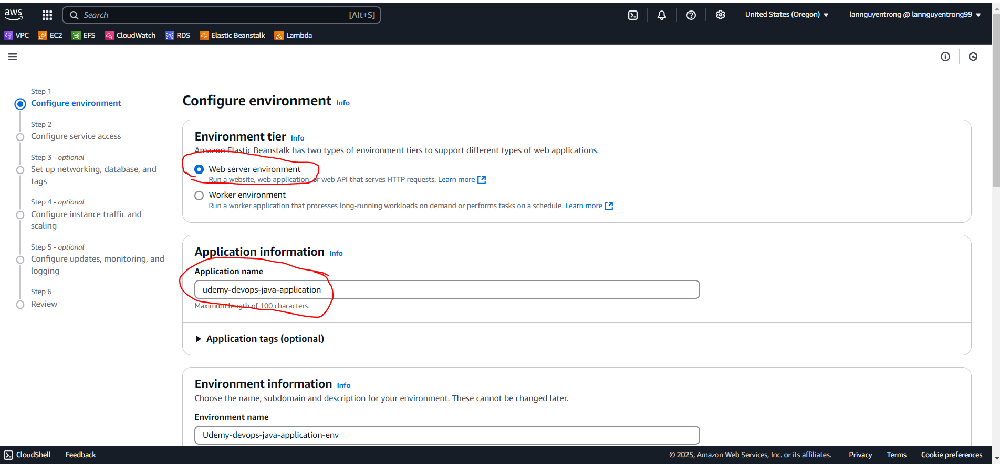 aws
Search [Alt+S]
United States (Oregon)
lannguyentrong @ lannguyentrong99
VPC
EC2
EFS
CloudWatch
RDS
Elastic Beanstalk
Lambda
Step 1
Configure environment
Step 2
Configure service access
Step 3 - optional
Set up networking, database, and
tags
Step 4 - optional
Configure instance traffic and
scaling
Step 5 - optional
Configure updates, monitoring, and
logging
Step 6
Review
Configure environment Info
Environment tier Info
Amazon Elastic Beanstalk has two types of environment tiers to support different types of web applications.
Web server environment
Run a website, web application, or web API that serves HTTP requests. Learn more
Worker environment
Run a worker application that processes long-running workloads on demand or performs tasks on a schedule. Learn more
Application information Info
Application name
udemy-devops-java-application
Maximum length of 100 characters.
Application tags (optional)
Environment information Info
Choose the name, subdomain and description for your environment. These cannot be changed later.
Environment name
Udemy-devops-java-application-env
CloudShell
Feedback
© 2025, Amazon Web Services, Inc. or its affiliates.
Privacy
Terms
Cookie preferences